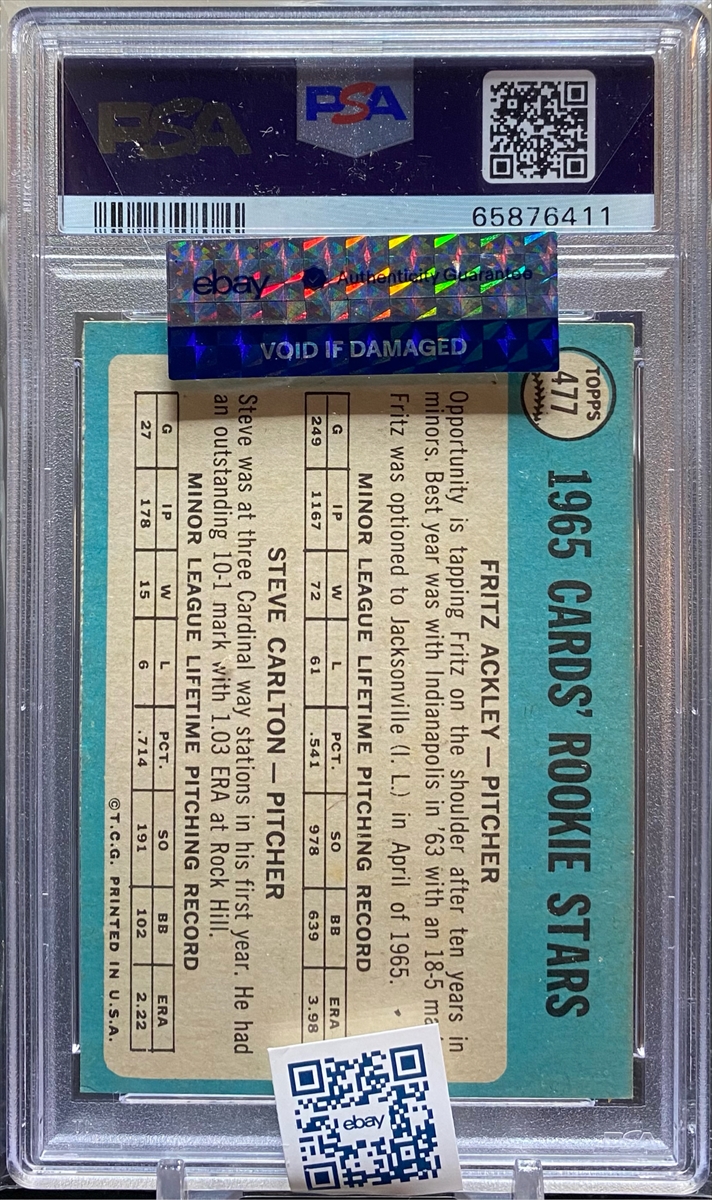 PSA
PSA
65876411
ebay Authenticity Guarantee
VOID IF DAMAGED
TOPPS
477
1965 CARDS' ROOKIE STARS
FRITZ ACKLEY — PITCHER
Opportunity is tapping Fritz on the shoulder after ten years in
minors. Best year was with Indianapolis in '63 with an 18-5
Fritz was optioned to Jacksonville (I. L.) in April of 1965.
MINOR LEAGUE LIFETIME PITCHING RECORD
G IP W L PCT. SO BB ERA
249 1167 72 61 .541 978 639 3.98
STEVE CARLTON — PITCHER
Steve was at three Cardinal way stations in his first year. He had
an outstanding 10-1 mark with 1.03 ERA at Rock Hill.
MINOR LEAGUE LIFETIME PITCHING RECORD
G IP W L PCT. SO BB ERA
27 178 15 6 .714 191 102 2.22
©T.C.G. PRINTED IN U.S.A.
ebay